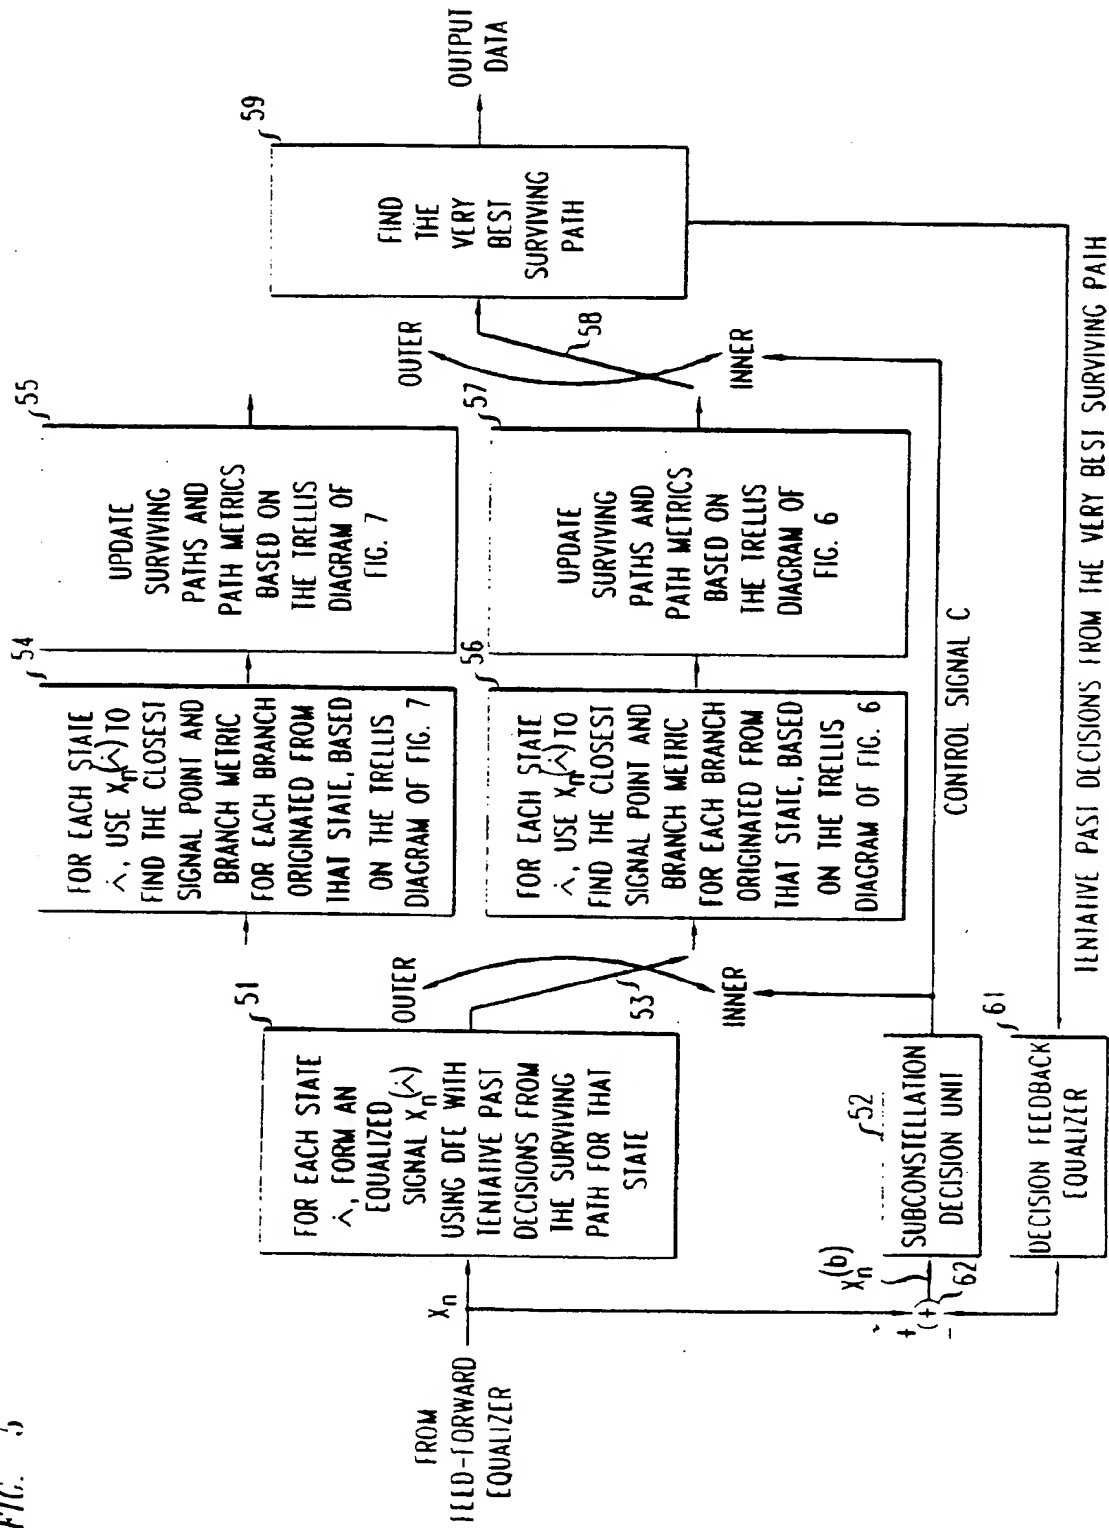 FIG. 5
FROM
FEED-FORWARD
EQUALIZER
Xn
51
FOR EACH STATE
i, FORM AN
EQUALIZED
SIGNAL Xn(i)
USING DFE WITH
TENTATIVE PAST
DECISIONS FROM
THE SURVIVING
PATH FOR THAT
STATE
OUTER
53
INNER
54
FOR EACH STATE
i, USE Xn(i) TO
FIND THE CLOSEST
SIGNAL POINT AND
BRANCH METRIC
FOR EACH BRANCH
ORIGINATED FROM
THAT STATE, BASED
ON THE TRELLIS
DIAGRAM OF FIG. 7
55
UPDATE
SURVIVING
PATHS AND
PATH METRICS
BASED ON
THE TRELLIS
DIAGRAM OF
FIG. 7
56
FOR EACH STATE
i, USE Xn(i) TO
FIND THE CLOSEST
SIGNAL POINT AND
BRANCH METRIC
FOR EACH BRANCH
ORIGINATED FROM
THAT STATE, BASED
ON THE TRELLIS
DIAGRAM OF FIG. 6
57
UPDATE
SURVIVING
PATHS AND
PATH METRICS
BASED ON
THE TRELLIS
DIAGRAM OF
FIG. 6
OUTER
58
INNER
59
FIND
THE
VERY
BEST
SURVIVING
PATH
OUTPUT
DATA
+
(+)
-
62
Xn(b)
52
SUBCONSTELLATION
DECISION UNIT
CONTROL SIGNAL C
61
DECISION FEEDBACK
EQUALIZER
TENTATIVE PAST DECISIONS FROM THE VERY BEST SURVIVING PATH